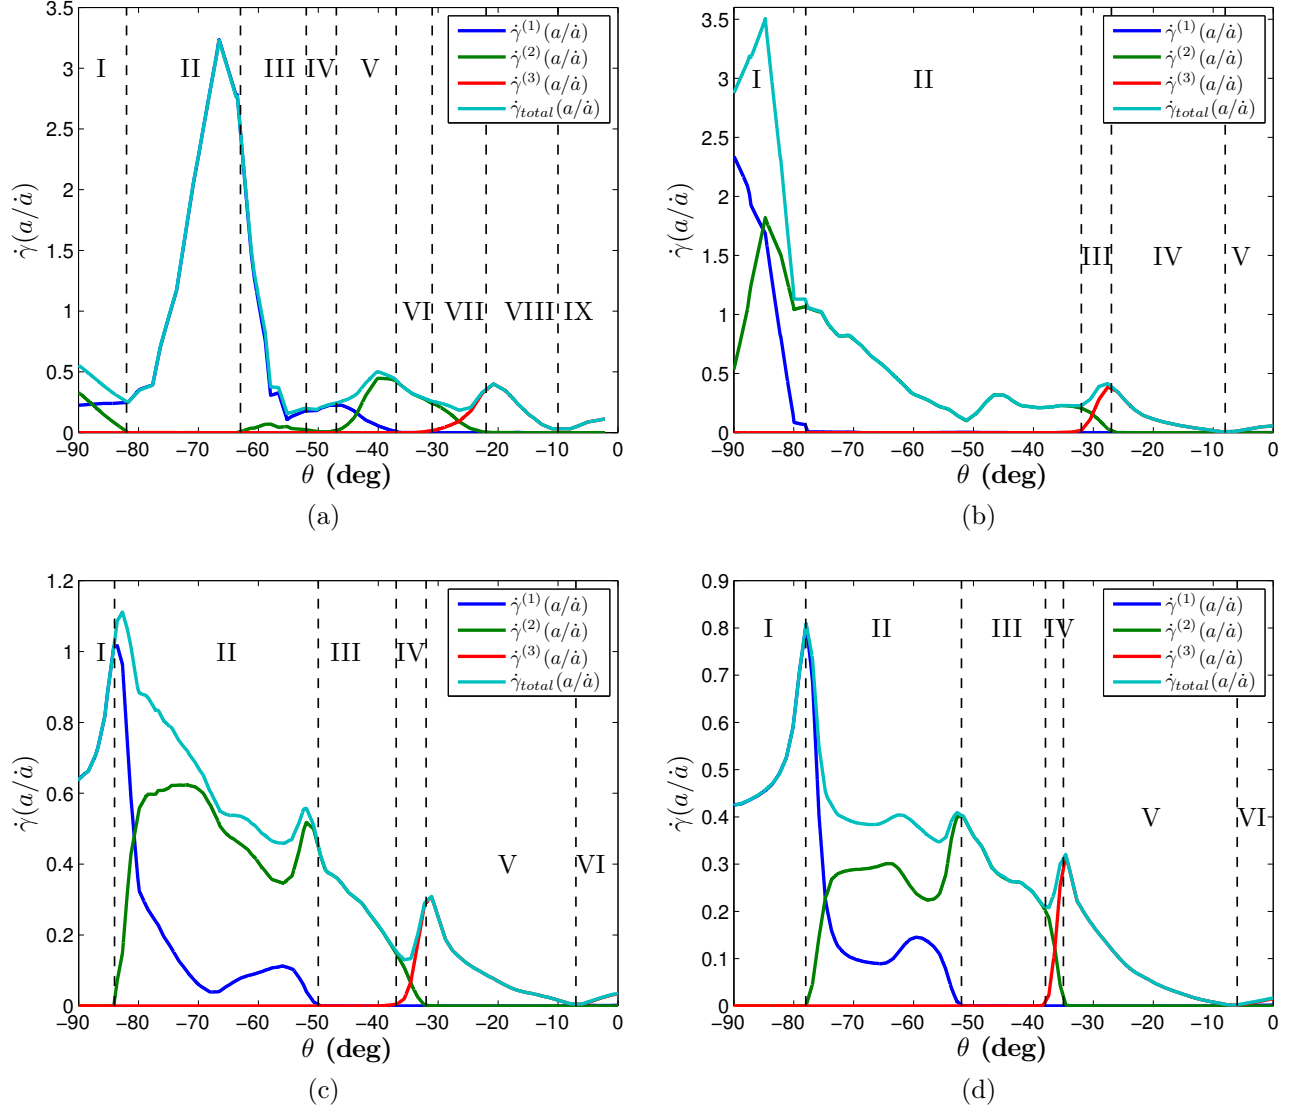 3.5
3
2.5
2
1.5
1
0.5
0
γ̇(a/ȧ)
I
II
III
IV
V
VI
VII
VIII
IX
γ̇⁽¹⁾(a/ȧ)
γ̇⁽²⁾(a/ȧ)
γ̇⁽³⁾(a/ȧ)
γ̇total(a/ȧ)
−90 −80 −70 −60 −50 −40 −30 −20 −10 0
θ (deg)
(a)
3.5
3
2.5
2
1.5
1
0.5
0
γ̇(a/ȧ)
I
II
III
IV
V
γ̇⁽¹⁾(a/ȧ)
γ̇⁽²⁾(a/ȧ)
γ̇⁽³⁾(a/ȧ)
γ̇total(a/ȧ)
−90 −80 −70 −60 −50 −40 −30 −20 −10 0
θ (deg)
(b)
1.2
1
0.8
0.6
0.4
0.2
0
γ̇(a/ȧ)
I
II
III
IV
V
VI
γ̇⁽¹⁾(a/ȧ)
γ̇⁽²⁾(a/ȧ)
γ̇⁽³⁾(a/ȧ)
γ̇total(a/ȧ)
−90 −80 −70 −60 −50 −40 −30 −20 −10 0
θ (deg)
(c)
0.9
0.8
0.7
0.6
0.5
0.4
0.3
0.2
0.1
0
γ̇(a/ȧ)
I
II
III
IV
V
VI
γ̇⁽¹⁾(a/ȧ)
γ̇⁽²⁾(a/ȧ)
γ̇⁽³⁾(a/ȧ)
γ̇total(a/ȧ)
−90 −80 −70 −60 −50 −40 −30 −20 −10 0
θ (deg)
(d)